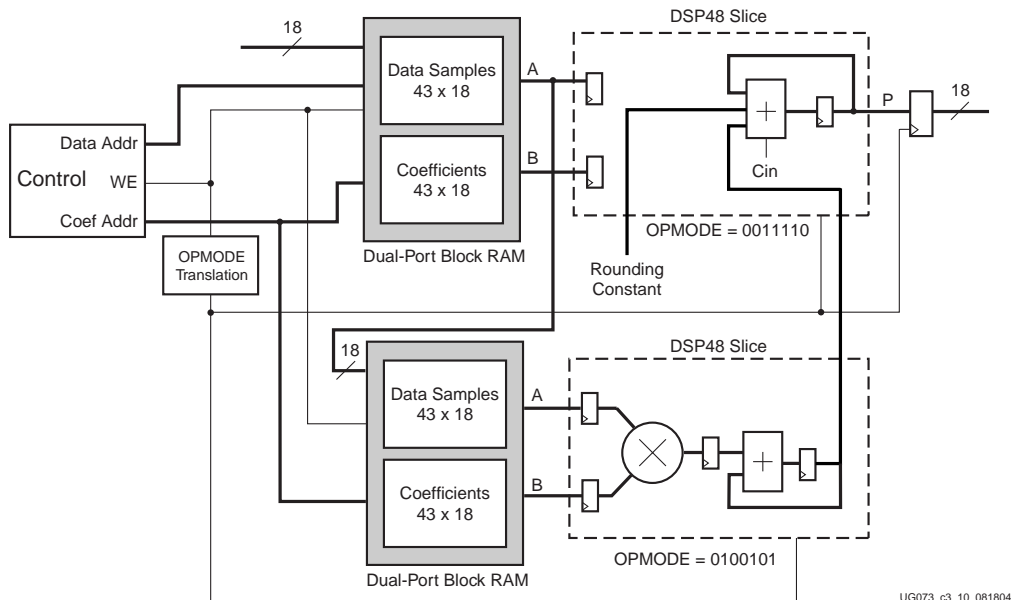 DSP48 Slice
18
Data Samples
43 x 18
A
Coefficients
43 x 18
B
Dual-Port Block RAM
Control
Data Addr
WE
Coef Addr
OPMODE
Translation
+
Cin
P
18
OPMODE = 0011110
Rounding
Constant
18
Data Samples
43 x 18
A
Coefficients
43 x 18
B
Dual-Port Block RAM
DSP48 Slice
+
OPMODE = 0100101
UG073_c3_10_081804